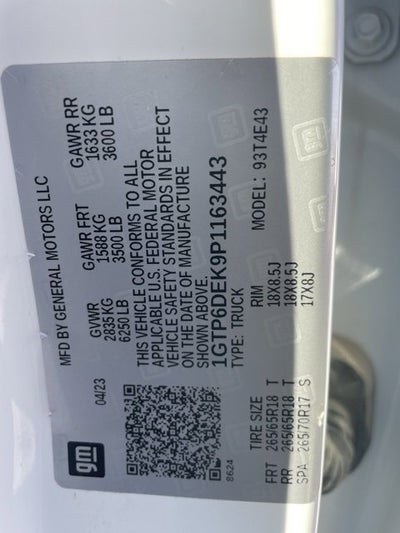 gm
MFD BY GENERAL MOTORS LLC
04/23
GVWR
2835 KG
6250 LB
GAWR FRT
1588 KG
3500 LB
GAWR RR
1633 KG
3600 LB
THIS VEHICLE CONFORMS TO ALL
APPLICABLE U.S. FEDERAL MOTOR
VEHICLE SAFETY STANDARDS IN EFFECT
ON THE DATE OF MANUFACTURE
SHOWN ABOVE.
1GTP6DEK9P1163443
TYPE: TRUCK
MODEL: 93T4E43
8624
TIRE SIZE RIM
FRT 265/65R18 T 18X8.5J
RR 265/65R18 T 18X8.5J
SPA 265/70R17 S 17X8J